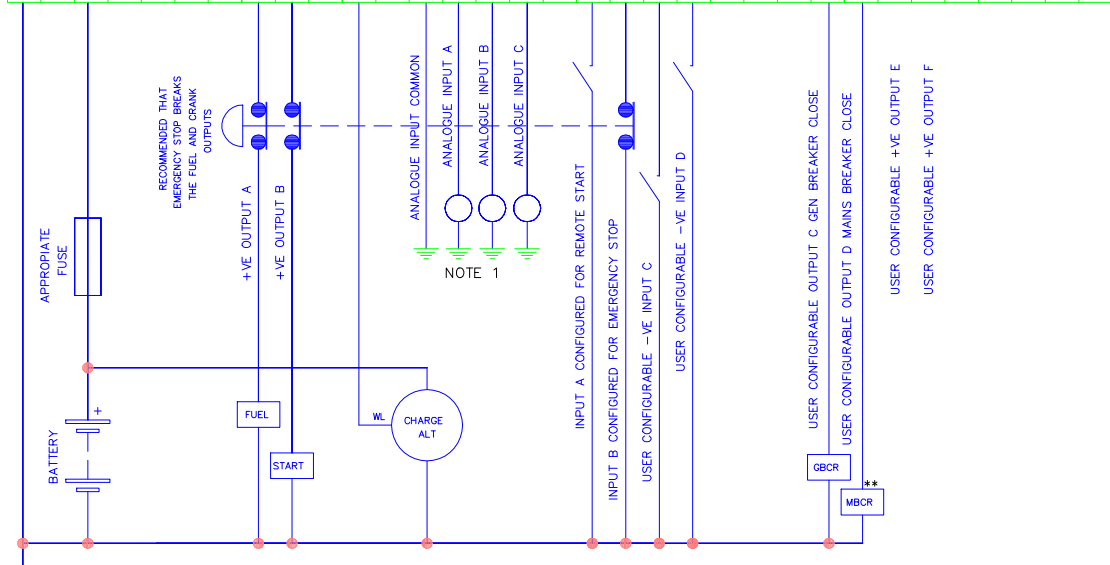 APPROPIATE
FUSE
BATTERY
+
RECOMMENDED THAT
EMERGENCY STOP BREAKS
THE FUEL AND CRANK
OUTPUTS
+VE OUTPUT A
+VE OUTPUT B
FUEL
START
WL
CHARGE
ALT
ANALOGUE INPUT COMMON
ANALOGUE INPUT A
ANALOGUE INPUT B
ANALOGUE INPUT C
NOTE 1
INPUT A CONFIGURED FOR REMOTE START
INPUT B CONFIGURED FOR EMERGENCY STOP
USER CONFIGURABLE -VE INPUT C
USER CONFIGURABLE -VE INPUT D
USER CONFIGURABLE OUTPUT C GEN BREAKER CLOSE
USER CONFIGURABLE OUTPUT D MAINS BREAKER CLOSE
USER CONFIGURABLE +VE OUTPUT E
USER CONFIGURABLE +VE OUTPUT F
GBCR
**
MBCR